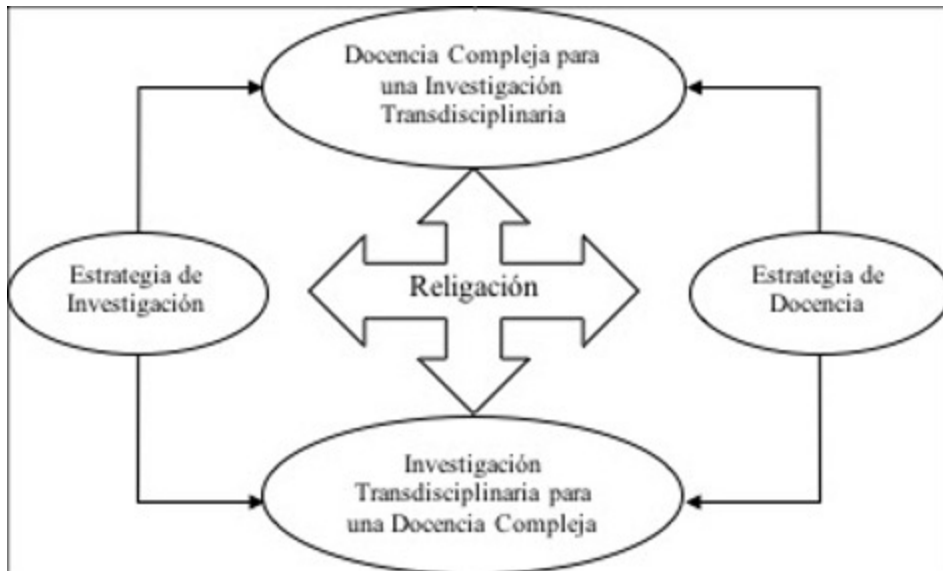 Docencia Compleja para
una Investigación
Transdisciplinaria
Estrategia de
Investigación
Religación
Estrategia de
Docencia
Investigación
Transdisciplinaria para
una Docencia Compleja